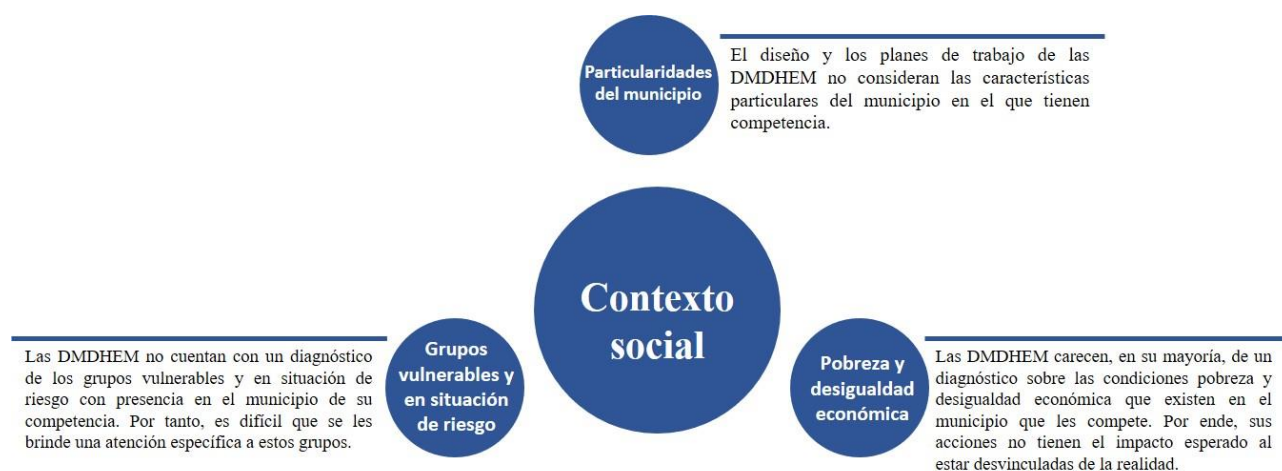 Particularidades
del municipio
El diseño y los planes de trabajo de las
DMDHEM no consideran las características
particulares del municipio en el que tienen
competencia.
Contexto
social
Las DMDHEM no cuentan con un diagnóstico
de los grupos vulnerables y en situación de
riesgo con presencia en el municipio de su
competencia. Por tanto, es difícil que se les
brinde una atención específica a estos grupos.
Grupos
vulnerables y
en situación
de riesgo
Pobreza y
desigualdad
económica
Las DMDHEM carecen, en su mayoría, de un
diagnóstico sobre las condiciones pobreza y
desigualdad económica que existen en el
municipio que les compete. Por ende, sus
acciones no tienen el impacto esperado al
estar desvinculadas de la realidad.